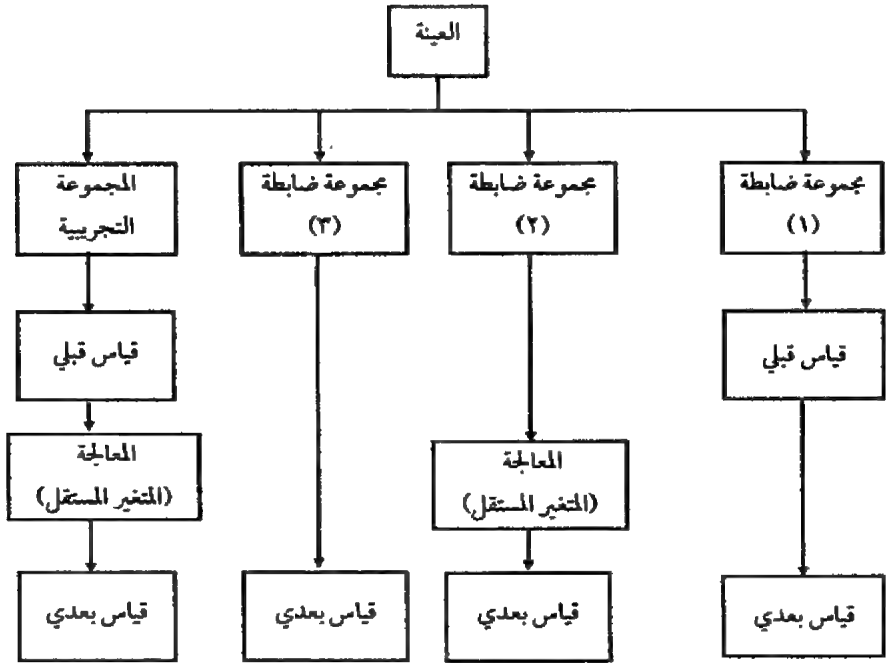 العينة
مجموعة ضابطة
(١)
مجموعة ضابطة
(٢)
مجموعة ضابطة
(٣)
المجموعة
التجريبية
قياس قبلي
قياس قبلي
المعالجة
(المتغير المستقل)
المعالجة
(المتغير المستقل)
قياس بعدي
قياس بعدي
قياس بعدي
قياس بعدي